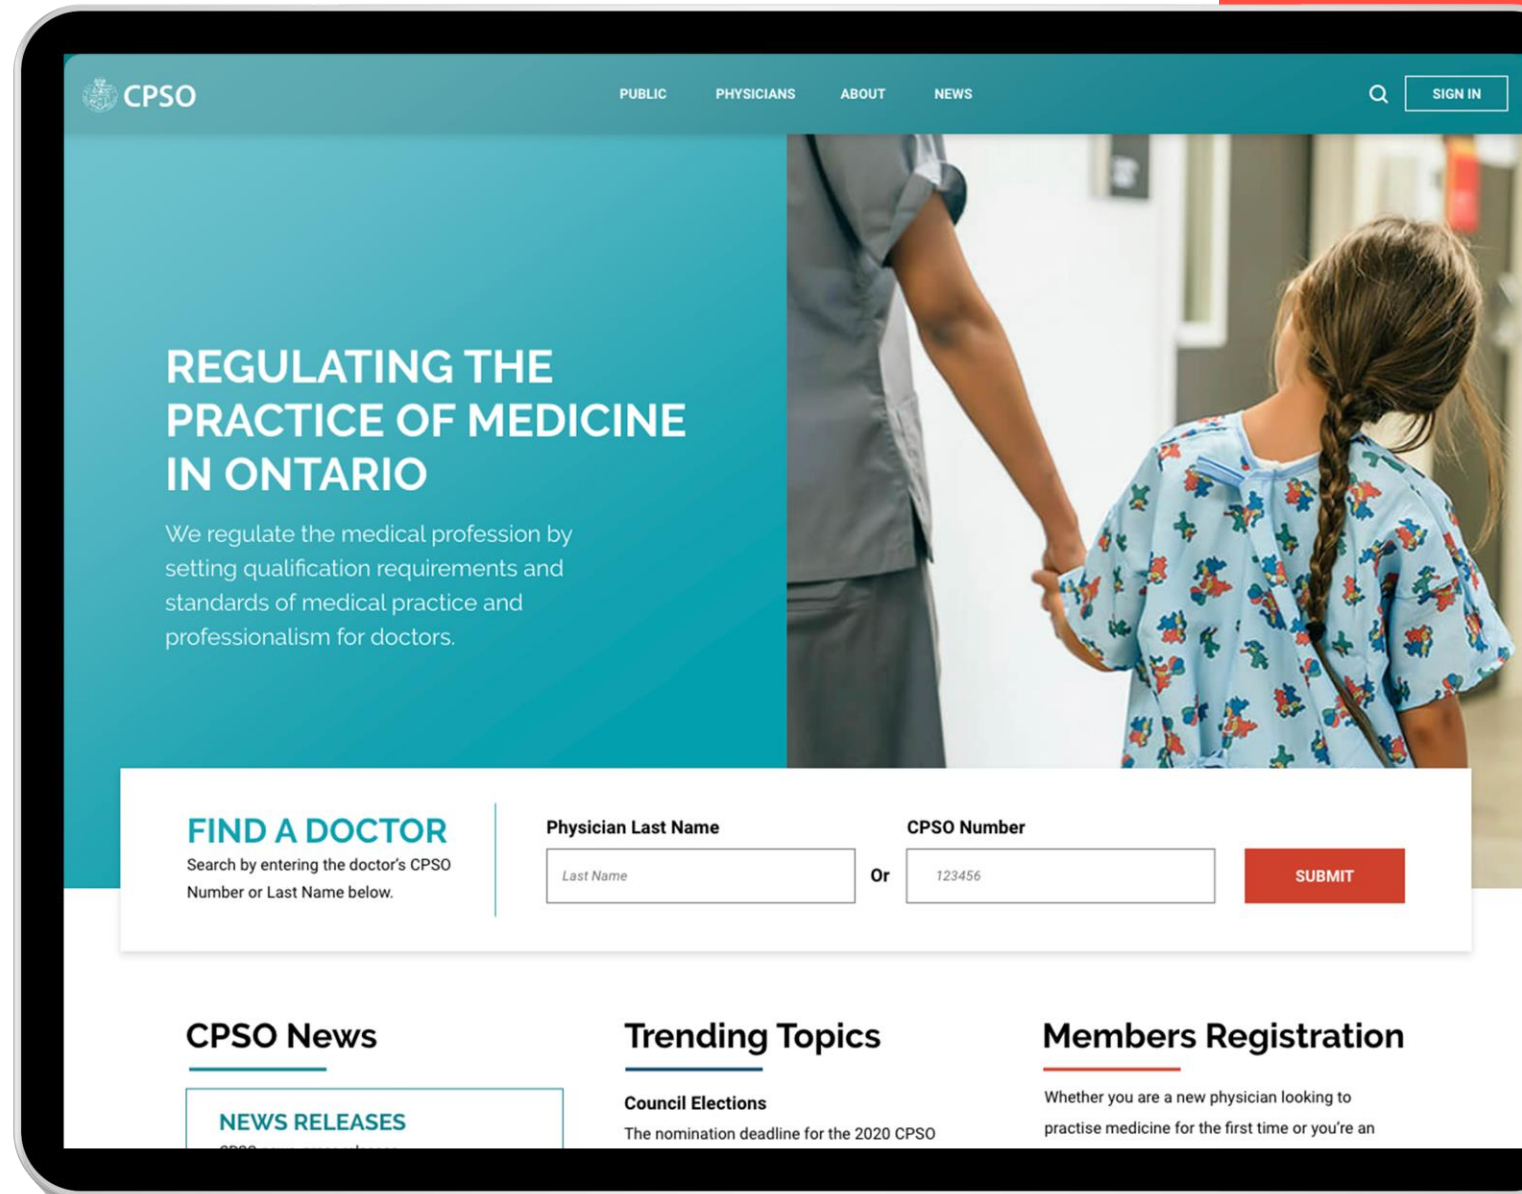 CPSO
PUBLIC PHYSICIANS ABOUT NEWS
SIGN IN
REGULATING THE
PRACTICE OF MEDICINE
IN ONTARIO
We regulate the medical profession by
setting qualification requirements and
standards of medical practice and
professionalism for doctors.
FIND A DOCTOR
Search by entering the doctor's CPSO
Number or Last Name below.
Physician Last Name
Last Name
Or
CPSO Number
123456
SUBMIT
CPSO News
NEWS RELEASES
Trending Topics
Council Elections
The nomination deadline for the 2020 CPSO
Members Registration
Whether you are a new physician looking to
practise medicine for the first time or you're an